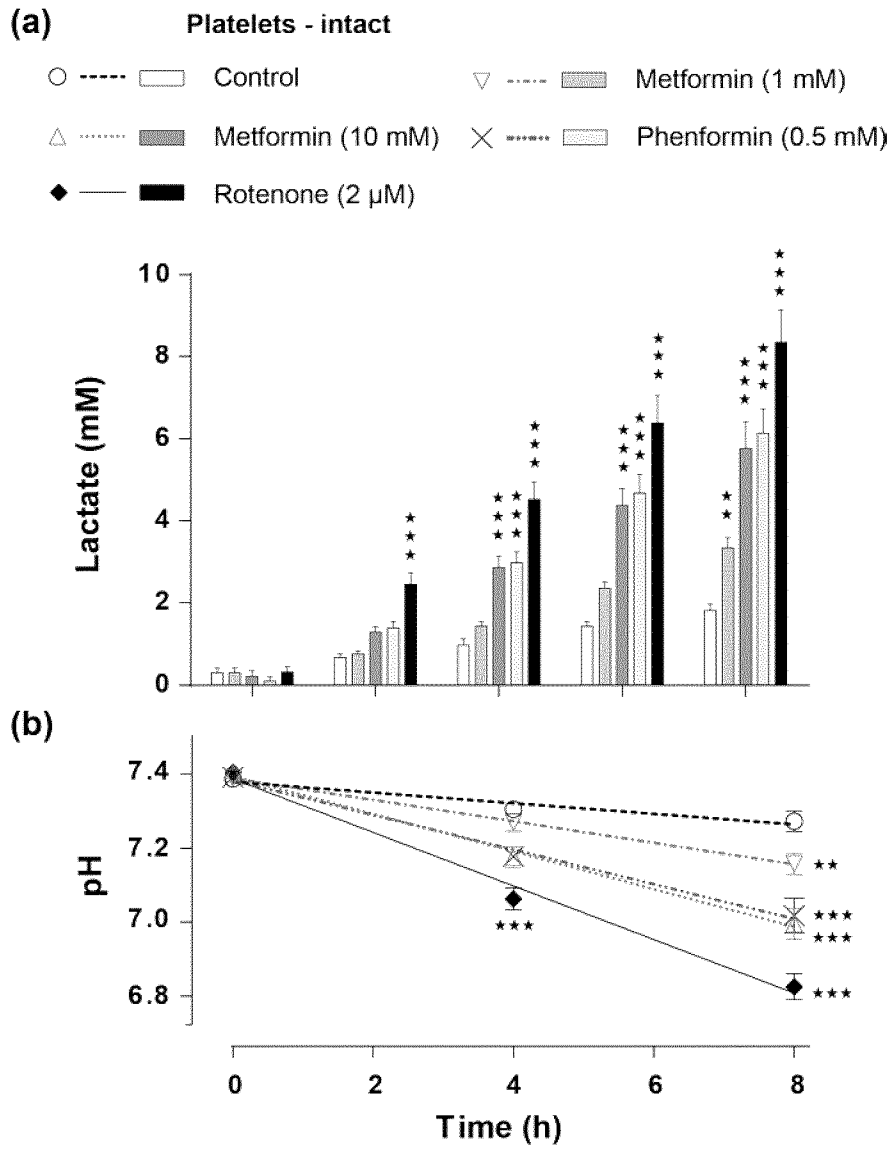 (a) Platelets - intact
Control
Metformin (1 mM)
Metformin (10 mM)
Phenformin (0.5 mM)
Rotenone (2 µM)
10
8
6
4
2
0
Lactate (mM)
★★★
★★★ ★★★ ★★★
★★★ ★★★ ★★★
★★ ★★★ ★★★ ★★★
(b)
7.4
7.2
7.0
6.8
pH
★★★
★★
★★★
★★★
★★★
0 2 4 6 8
Time (h)